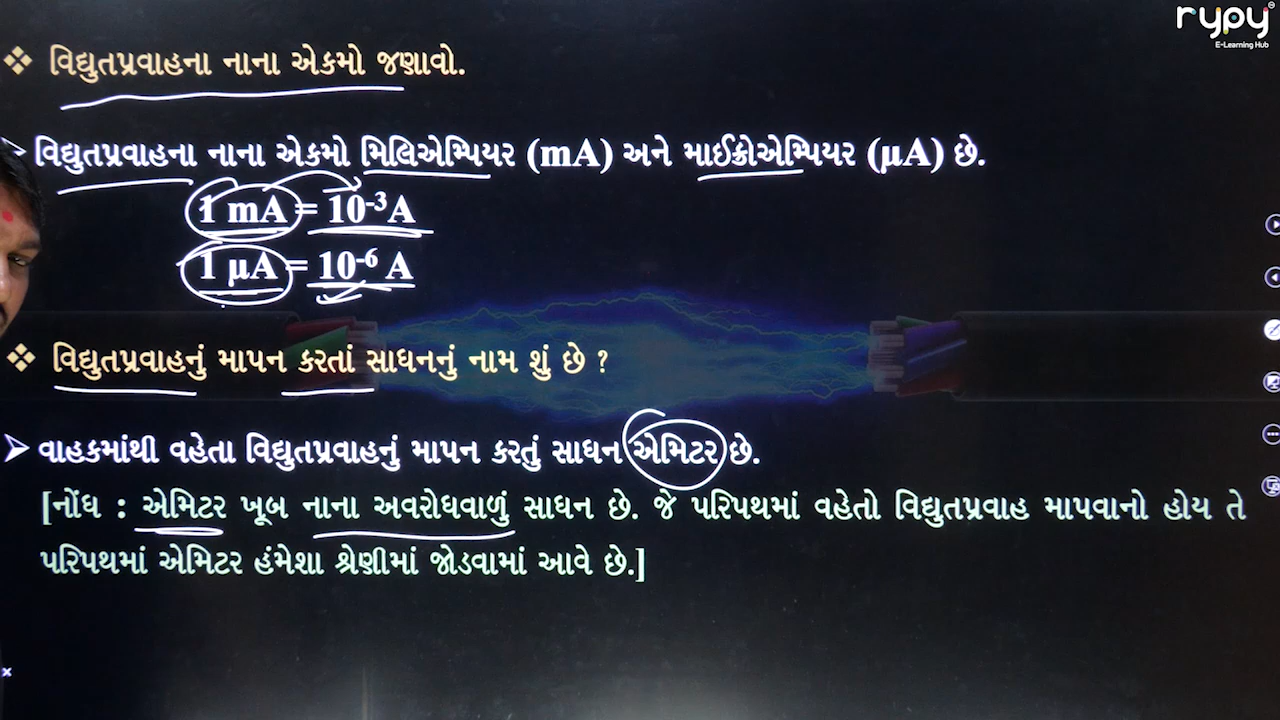 rypy
E-Learning Hub
❖ વિદ્યુતપ્રવાહના નાના એકમો જણાવો.
➢ વિદ્યુતપ્રવાહના નાના એકમો મિલિએમ્પિયર (mA) અને માઈક્રોએમ્પિયર (μA) છે.
1 mA = 10⁻³A
1 μA = 10⁻⁶ A
❖ વિદ્યુતપ્રવાહનું માપન કરતાં સાધનનું નામ શું છે ?
➢ વાહકમાંથી વહેતા વિદ્યુતપ્રવાહનું માપન કરતું સાધન એમિટર છે.
[નોંધ : એમિટર ખૂબ નાના અવરોધવાળું સાધન છે. જે પરિપથમાં વહેતો વિદ્યુતપ્રવાહ માપવાનો હોય તે
પરિપથમાં એમિટર હંમેશા શ્રેણીમાં જોડવામાં આવે છે.]